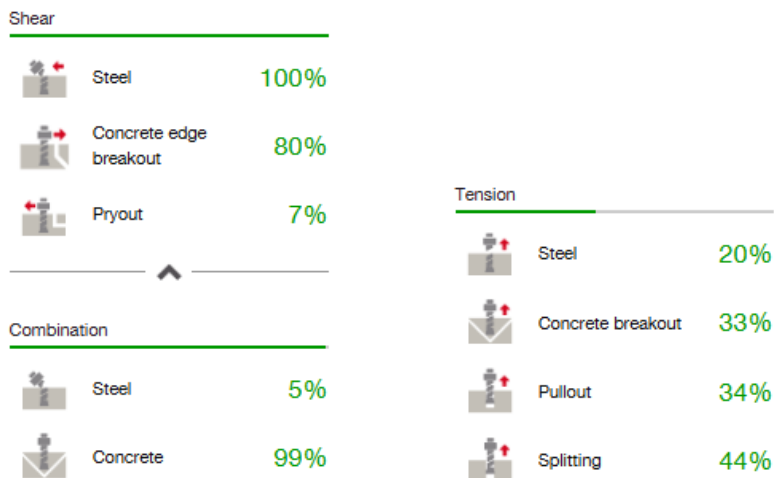 Shear
Steel 100%
Concrete edge
breakout 80%
Pryout 7%
Combination
Steel 5%
Concrete 99%
Tension
Steel 20%
Concrete breakout 33%
Pullout 34%
Splitting 44%